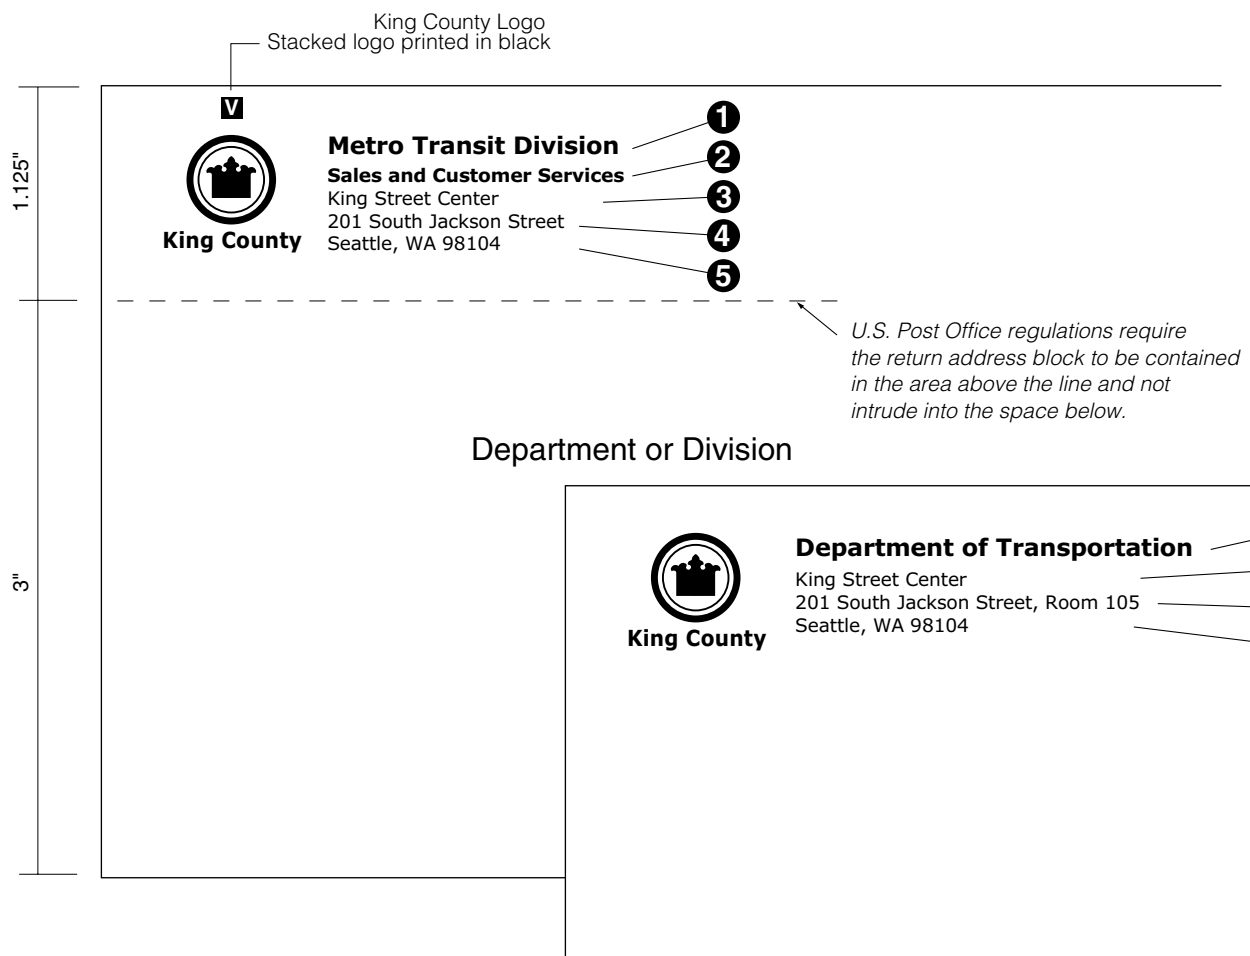 King County Logo
Stacked logo printed in black
V
1.125"
King County
Metro Transit Division
Sales and Customer Services
King Street Center
201 South Jackson Street
Seattle, WA 98104
1
2
3
4
5
U.S. Post Office regulations require
the return address block to be contained
in the area above the line and not
intrude into the space below.
3"
Department or Division
King County
Department of Transportation
King Street Center
201 South Jackson Street, Room 105
Seattle, WA 98104